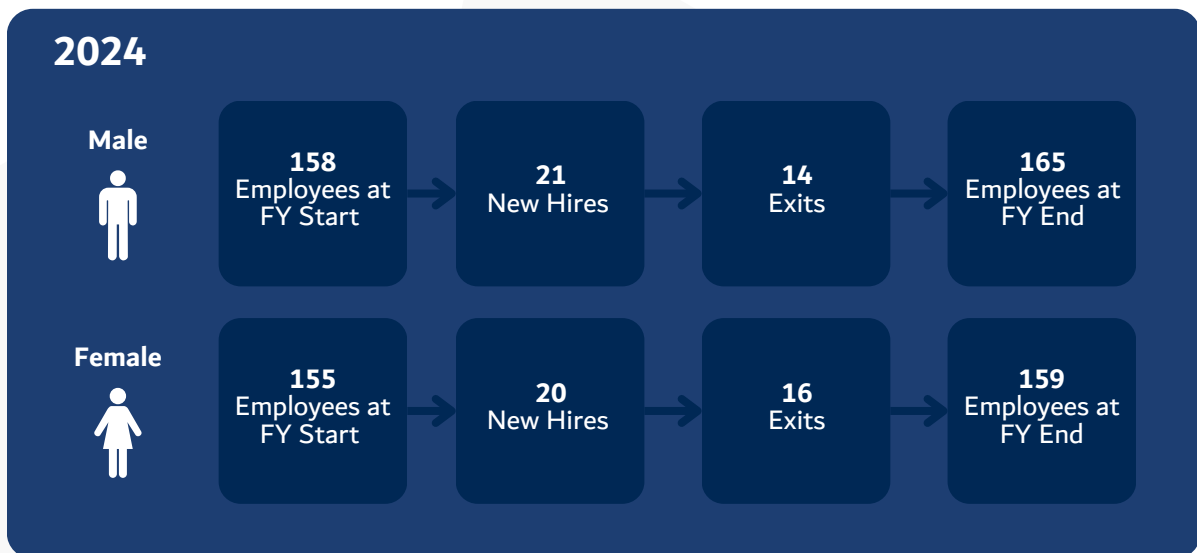 2024
Male
158
Employees at
FY Start
21
New Hires
14
Exits
165
Employees at
FY End
Female
155
Employees at
FY Start
20
New Hires
16
Exits
159
Employees at
FY End